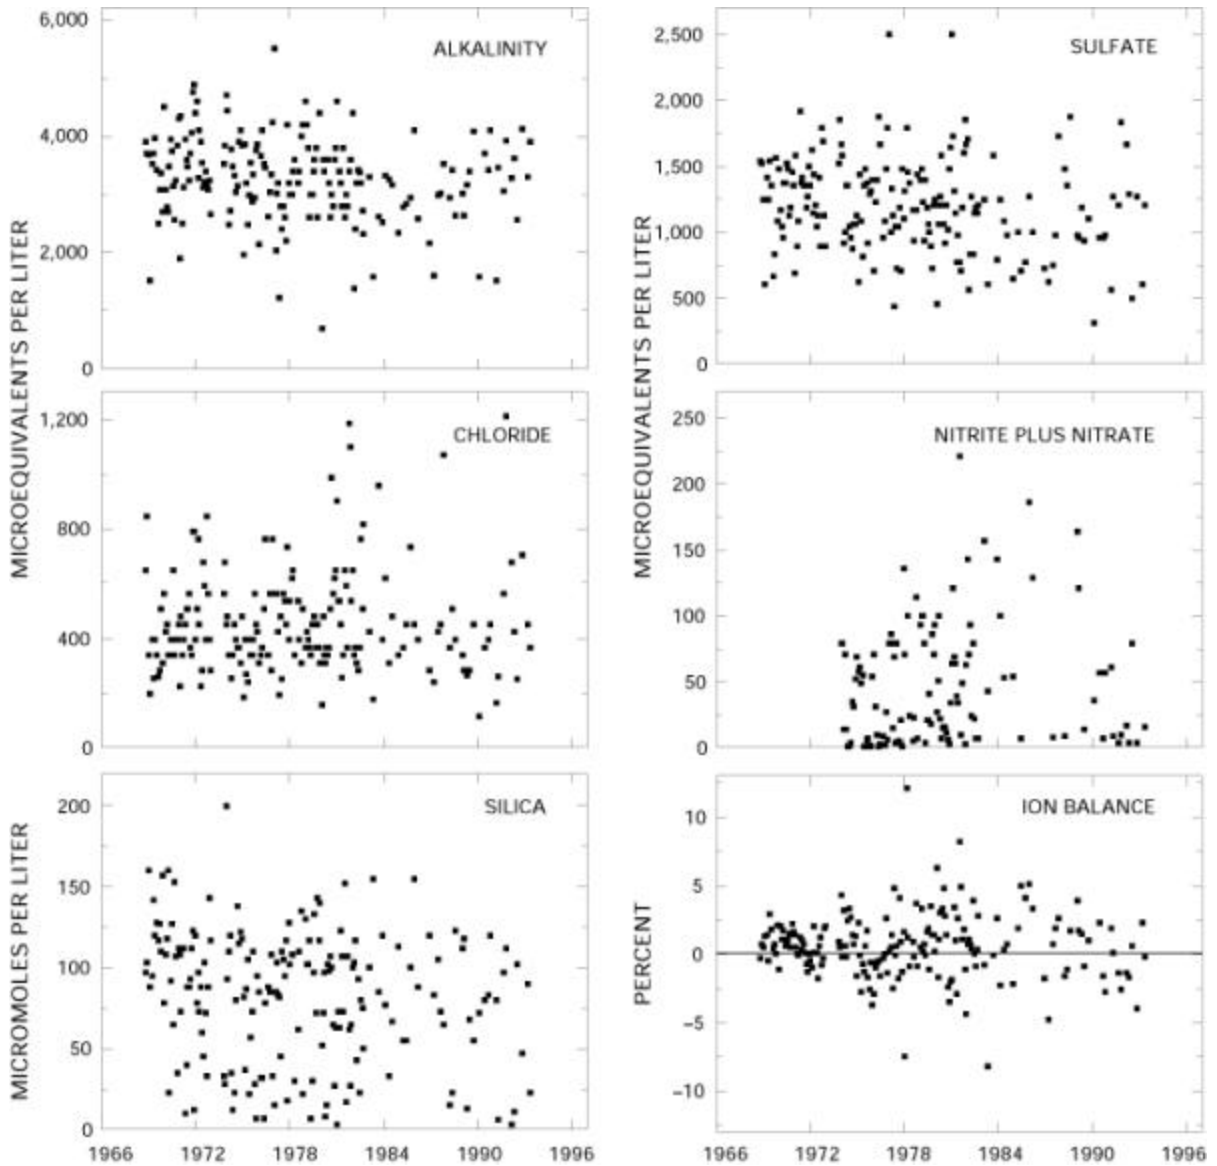 6,000
ALKALINITY
4,000
2,000
0
2,500
SULFATE
2,000
1,500
1,000
500
0
MICROEQUIVALENTS PER LITER
MICROEQUIVALENTS PER LITER
1,200
CHLORIDE
800
400
0
250
NITRITE PLUS NITRATE
200
150
100
50
0
200
SILICA
150
100
50
0
MICROMOLES PER LITER
1966 1972 1978 1984 1990 1996
10
ION BALANCE
5
0
−5
−10
PERCENT
1966 1972 1978 1984 1990 1996